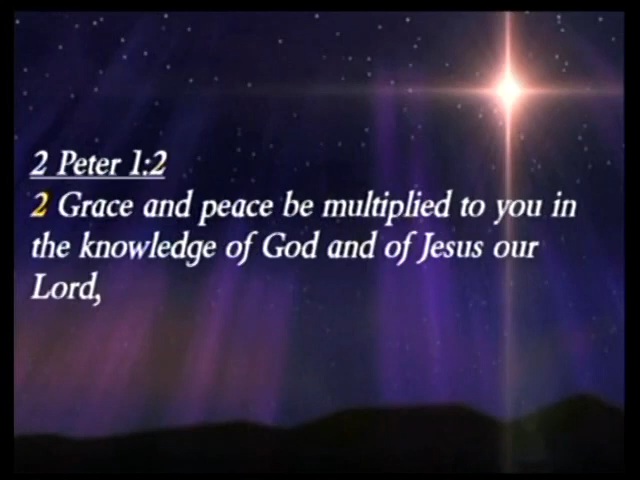 2 Peter 1:2
2 Grace and peace be multiplied to you in
the knowledge of God and of Jesus our
Lord,